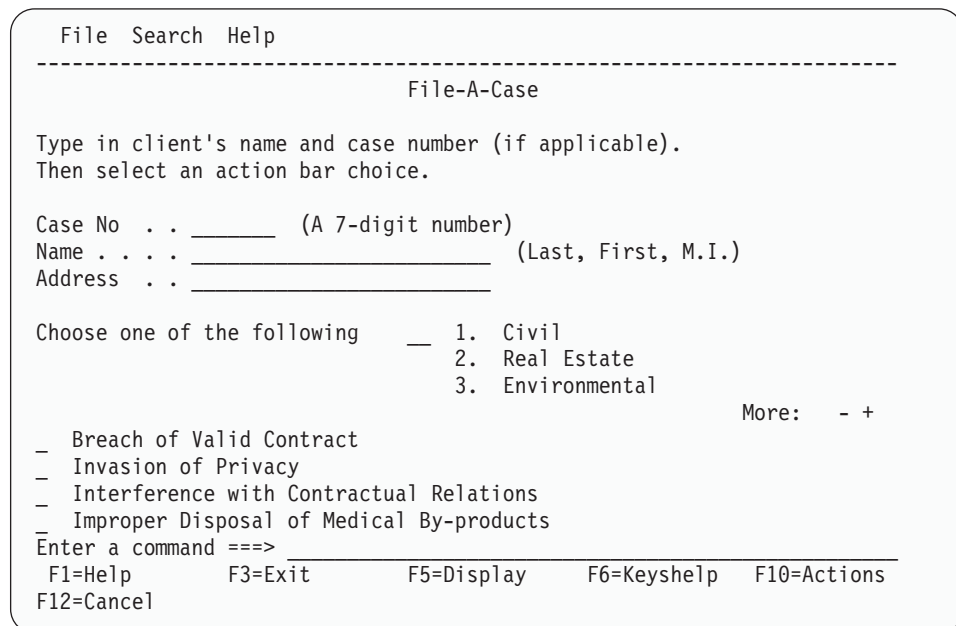 File Search Help
------------------------------------------------------------------------
File-A-Case
Type in client's name and case number (if applicable).
Then select an action bar choice.
Case No . . _______ (A 7-digit number)
Name . . . . _________________________ (Last, First, M.I.)
Address . . _________________________
Choose one of the following __ 1. Civil
2. Real Estate
3. Environmental
More: - +
_ Breach of Valid Contract
_ Invasion of Privacy
_ Interference with Contractual Relations
_ Improper Disposal of Medical By-products
Enter a command ===> ___________________________________________________
F1=Help F3=Exit F5=Display F6=Keyshelp F10=Actions
F12=Cancel